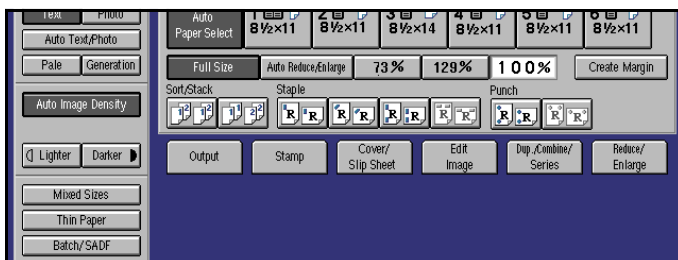 Text Photo
Auto Text/Photo
Pale Generation
Auto Image Density
Lighter Darker
Mixed Sizes
Thin Paper
Batch/SADF
Auto Paper Select
1 8½×11
2 8½×11
3 8½×14
4 8½×11
5 8½×11
6 8½×11
Full Size Auto Reduce/Enlarge 73% 129% 100% Create Margin
Sort/Stack Staple Punch
Output
Stamp
Cover/
Slip Sheet
Edit
Image
Dup./Combine/
Series
Reduce/
Enlarge